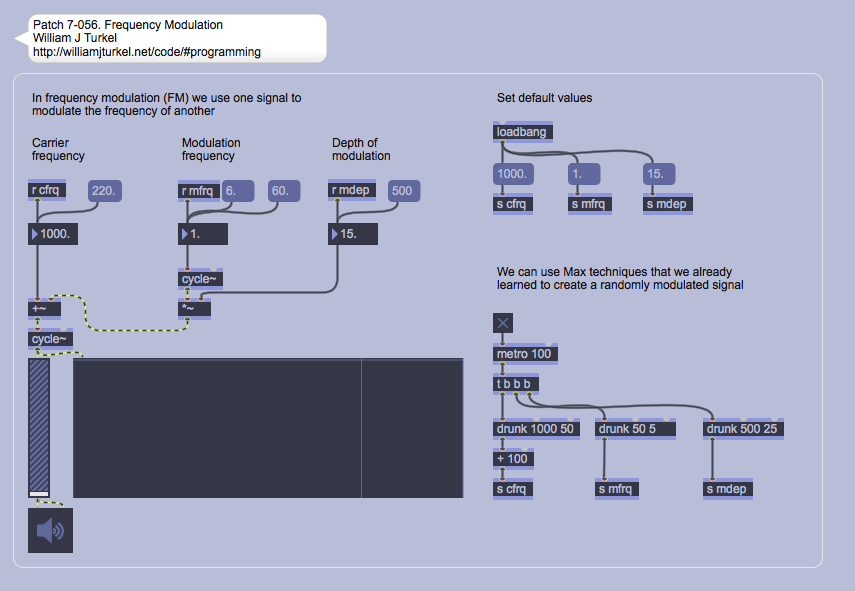 Patch 7-056. Frequency Modulation
William J Turkel
http://williamjturkel.net/code/#programming
In frequency modulation (FM) we use one signal to
modulate the frequency of another
Carrier
frequency
Modulation
frequency
Depth of
modulation
r cfrq
220.
r mfrq
6.
60.
r mdep
500
1000.
1.
15.
cycle~
+~
*~
cycle~
Set default values
loadbang
1000.
1.
15.
s cfrq
s mfrq
s mdep
We can use Max techniques that we already
learned to create a randomly modulated signal
metro 100
t b b b
drunk 1000 50
drunk 50 5
drunk 500 25
+ 100
s cfrq
s mfrq
s mdep